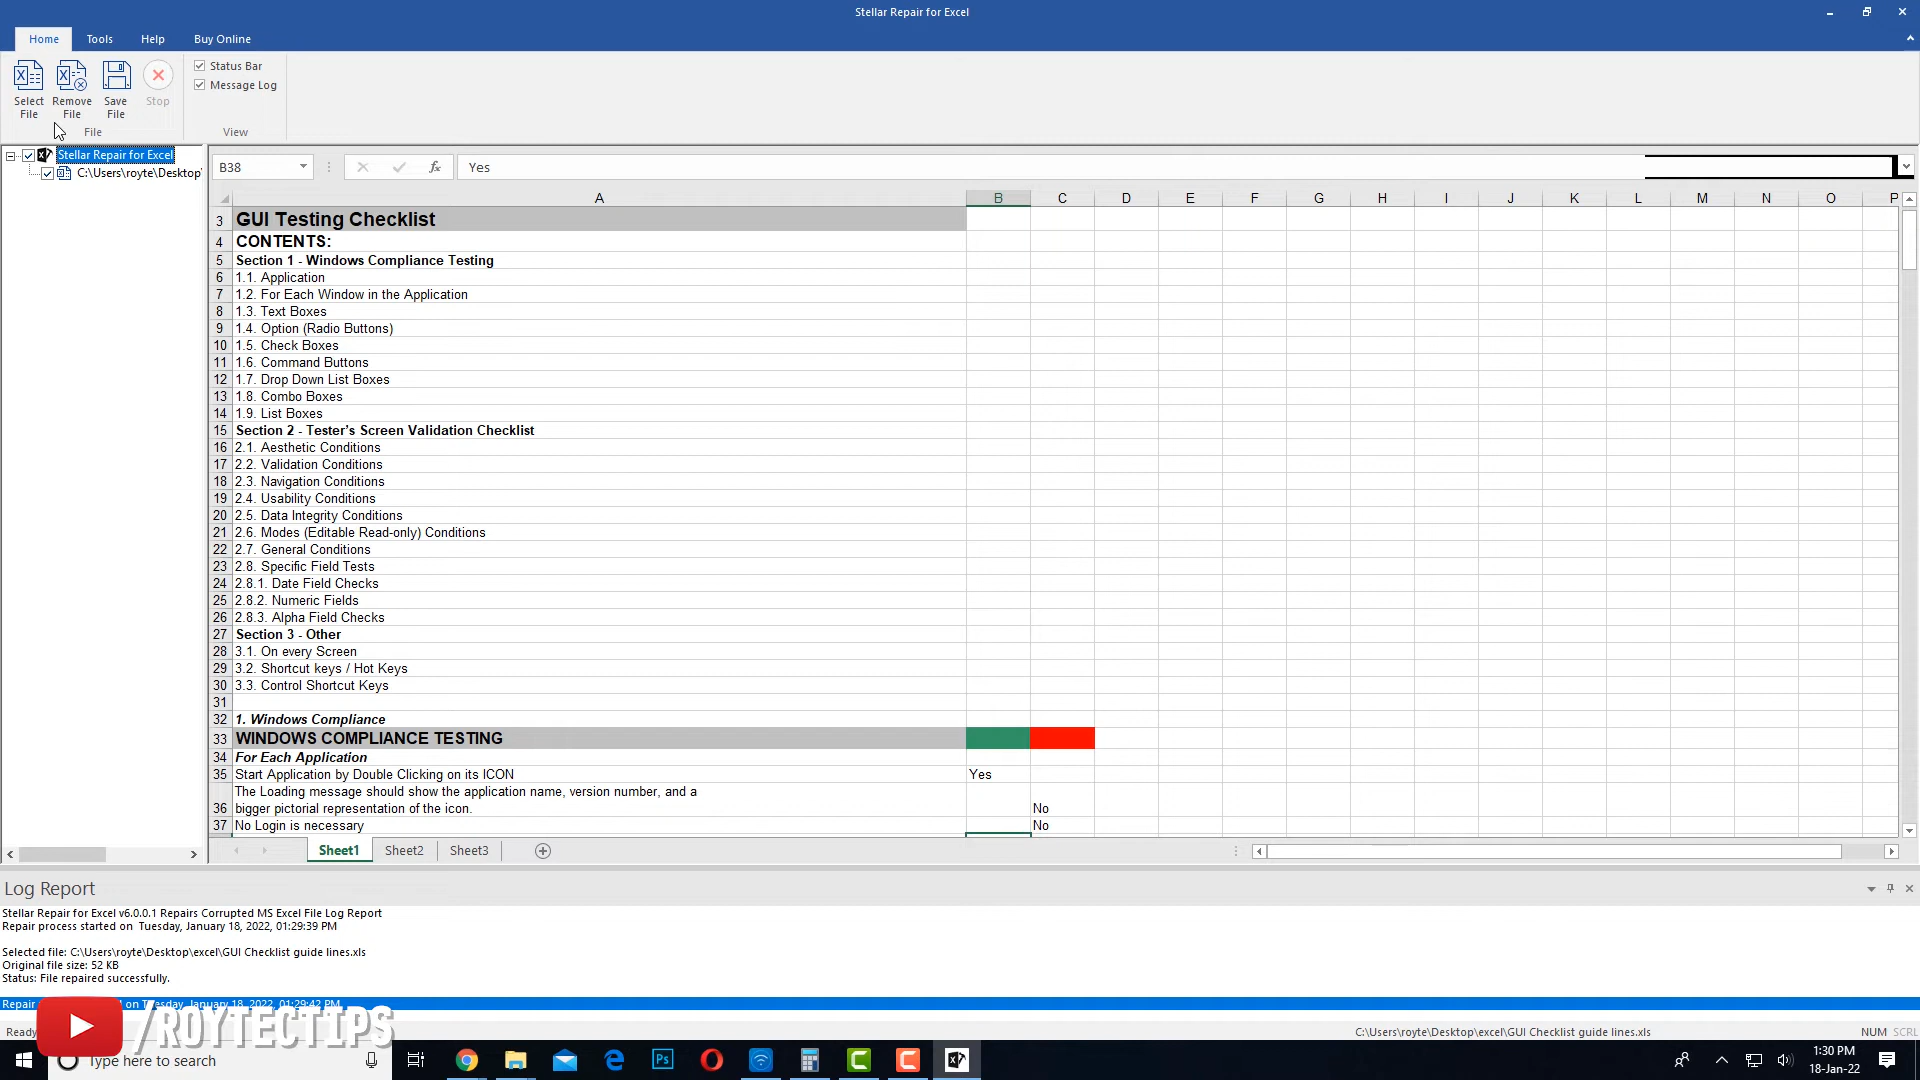 Stellar Repair for Excel
Home Tools Help Buy Online
Select File
Remove File
Save File
Stop
File
Status Bar
Message Log
View
Stellar Repair for Excel
C:\Users\royte\Desktop\
B38
fx
Yes
A B C D E F G H I J K L M N O P
3 GUI Testing Checklist
4 CONTENTS:
5 Section 1 - Windows Compliance Testing
6 1.1. Application
7 1.2. For Each Window in the Application
8 1.3. Text Boxes
9 1.4. Option (Radio Buttons)
10 1.5. Check Boxes
11 1.6. Command Buttons
12 1.7. Drop Down List Boxes
13 1.8. Combo Boxes
14 1.9. List Boxes
15 Section 2 - Tester's Screen Validation Checklist
16 2.1. Aesthetic Conditions
17 2.2. Validation Conditions
18 2.3. Navigation Conditions
19 2.4. Usability Conditions
20 2.5. Data Integrity Conditions
21 2.6. Modes (Editable Read-only) Conditions
22 2.7. General Conditions
23 2.8. Specific Field Tests
24 2.8.1. Date Field Checks
25 2.8.2. Numeric Fields
26 2.8.3. Alpha Field Checks
27 Section 3 - Other
28 3.1. On every Screen
29 3.2. Shortcut keys / Hot Keys
30 3.3. Control Shortcut Keys
31
32 1. Windows Compliance
33 WINDOWS COMPLIANCE TESTING
34 For Each Application
35 Start Application by Double Clicking on its ICON Yes
The Loading message should show the application name, version number, and a
36 bigger pictorial representation of the icon. No
37 No Login is necessary No
Sheet1 Sheet2 Sheet3
Log Report
Stellar Repair for Excel v6.0.0.1 Repairs Corrupted MS Excel File Log Report
Repair process started on Tuesday, January 18, 2022, 01:29:39 PM
Selected file: C:\Users\royte\Desktop\excel\GUI Checklist guide lines.xls
Original file size: 52 KB
Status: File repaired successfully.
Repair on Tuesday, January 18, 2022, 01:29:42 PM
/ROYTECTIPS
Ready
C:\Users\royte\Desktop\excel\GUI Checklist guide lines.xls
NUM SCRL
Type here to search
Ps
1:30 PM
18-Jan-22